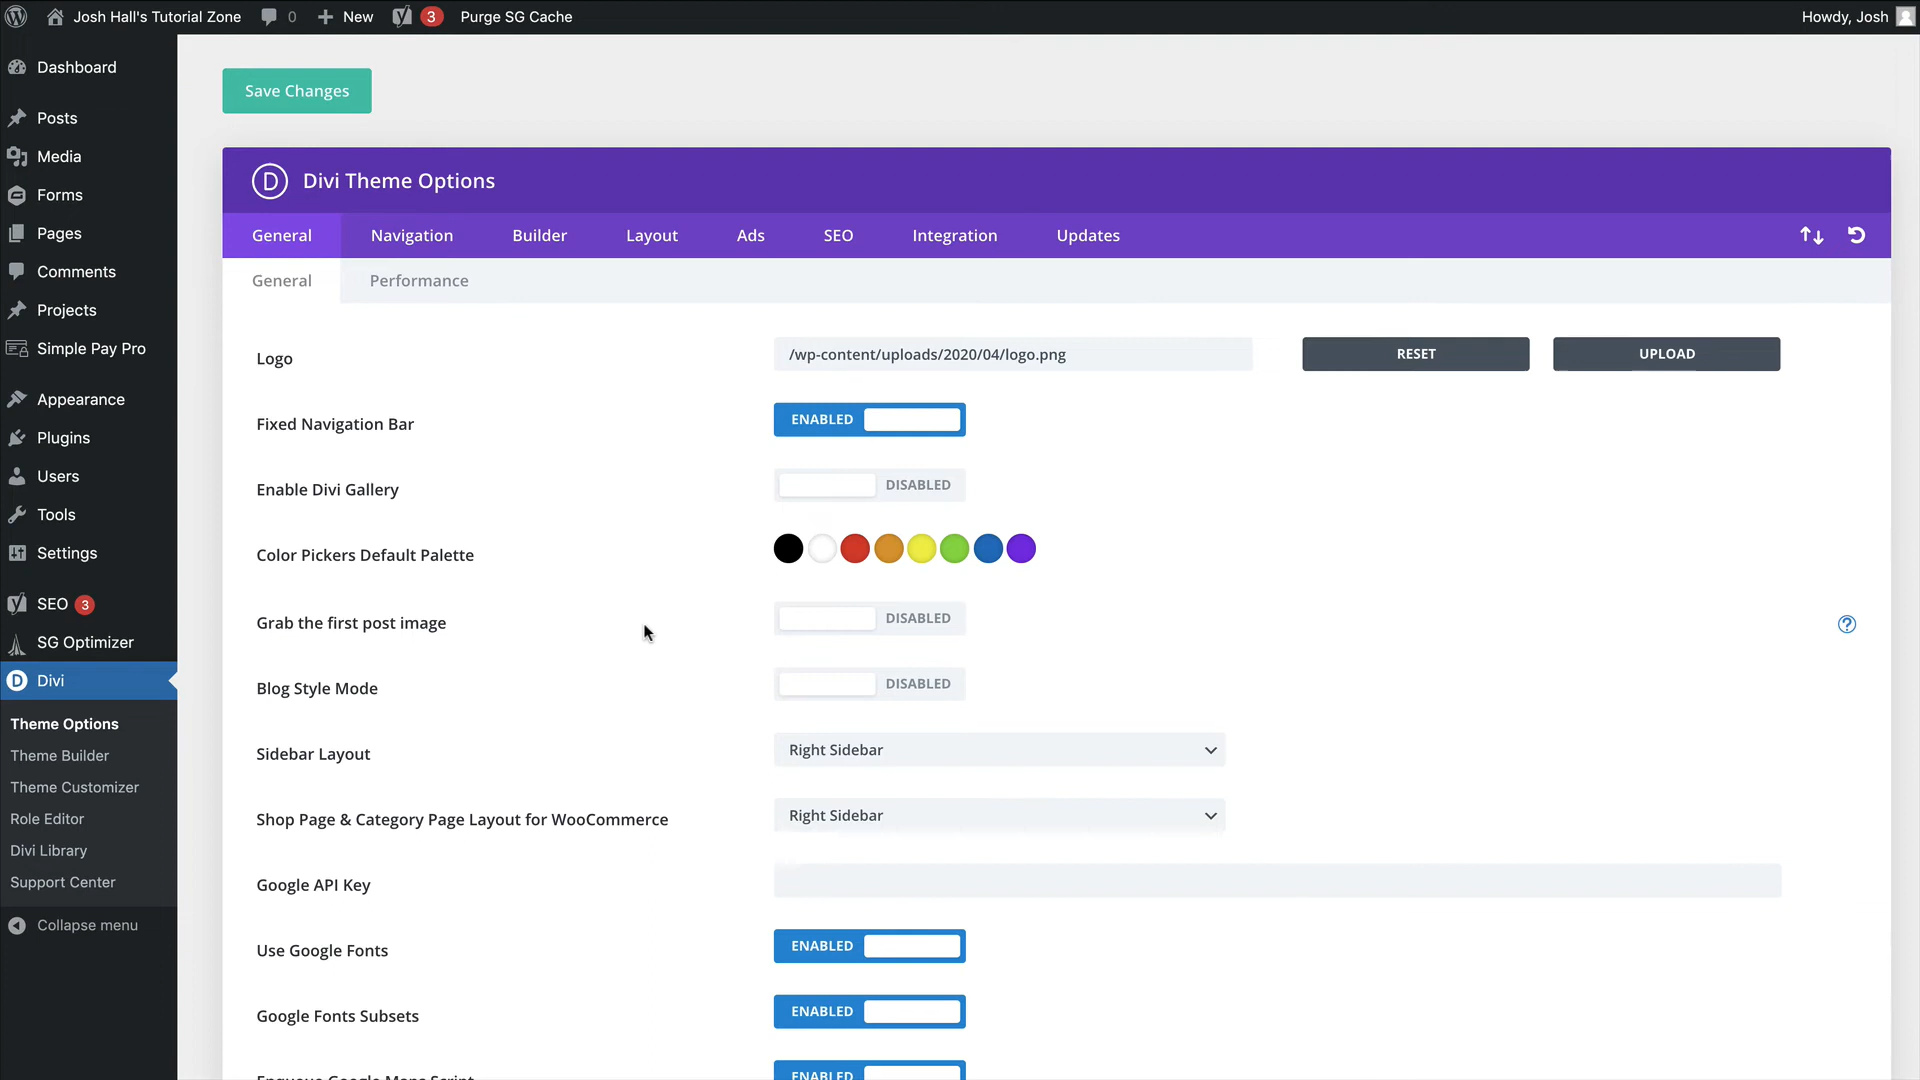 Josh Hall's Tutorial Zone 0 New 3 Purge SG Cache Howdy, Josh
Dashboard
Posts
Media
Forms
Pages
Comments
Projects
Simple Pay Pro
Appearance
Plugins
Users
Tools
Settings
SEO 3
SG Optimizer
Divi
Theme Options
Theme Builder
Theme Customizer
Role Editor
Divi Library
Support Center
Collapse menu
Save Changes
D Divi Theme Options
General Navigation Builder Layout Ads SEO Integration Updates
General Performance
Logo /wp-content/uploads/2020/04/logo.png RESET UPLOAD
Fixed Navigation Bar ENABLED
Enable Divi Gallery DISABLED
Color Pickers Default Palette
Grab the first post image DISABLED ?
Blog Style Mode DISABLED
Sidebar Layout Right Sidebar
Shop Page & Category Page Layout for WooCommerce Right Sidebar
Google API Key
Use Google Fonts ENABLED
Google Fonts Subsets ENABLED
Enqueue Google Maps Script ENABLED